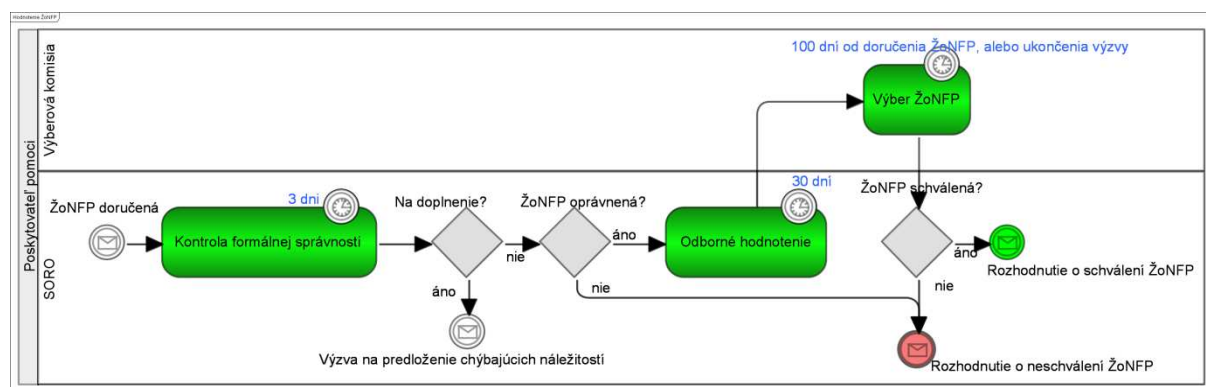 Hodnotenie ŽoNFP
Poskytovateľ pomoci
Výberová komisia
100 dní od doručenia ŽoNFP, alebo ukončenia výzvy
Výber ŽoNFP
SORO
ŽoNFP doručená
3 dni
Kontrola formálnej správnosti
Na doplnenie?
nie
áno
Výzva na predloženie chýbajúcich náležitostí
ŽoNFP oprávnená?
áno
nie
30 dní
Odborné hodnotenie
ŽoNFP schválená?
áno
nie
Rozhodnutie o schválení ŽoNFP
Rozhodnutie o neschválení ŽoNFP